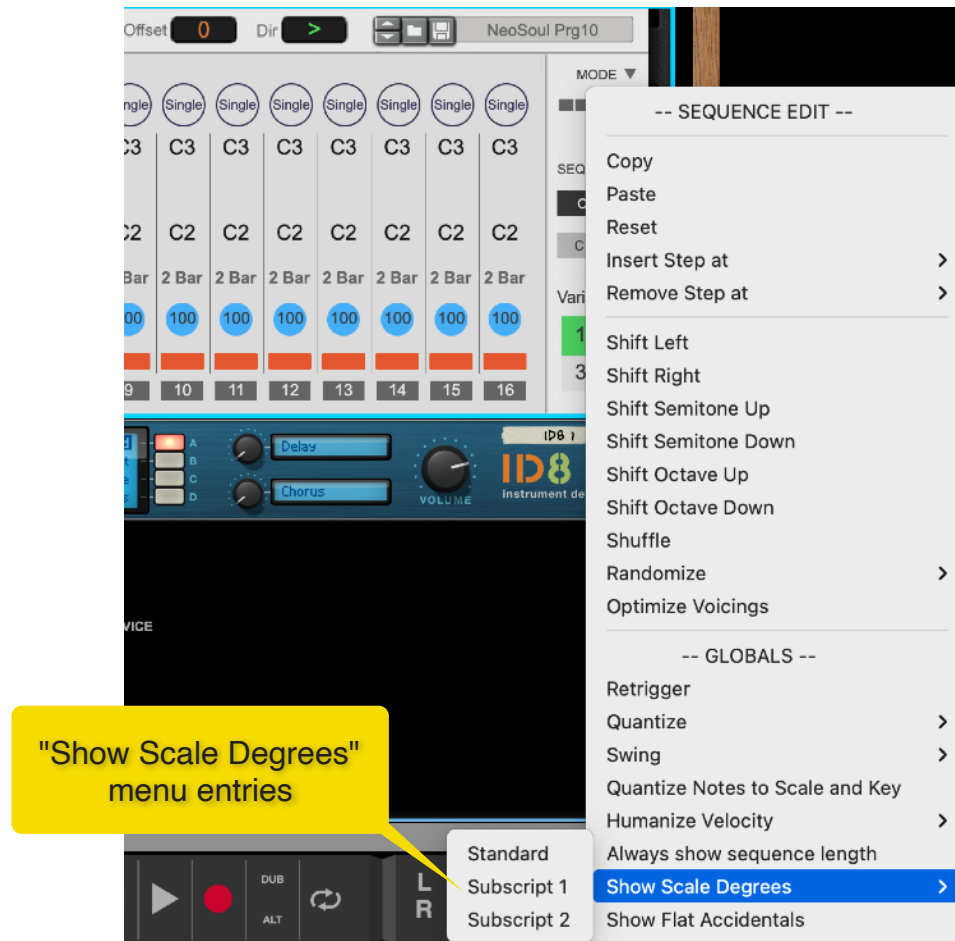 Offset 0 Dir > NeoSoul Prg10
MODE ▼
Single Single Single Single Single Single Single
C3 C3 C3 C3 C3 C3 C3 C3
SEQ
C2 C2 C2 C2 C2 C2 C2 C2
C
Bar 2 Bar 2 Bar 2 Bar 2 Bar 2 Bar 2 Bar 2 Bar
Vari
100 100 100 100 100 100 100
1
3
9 10 11 12 13 14 15 16
A
B
C
D
Delay
Chorus
VOLUME
ID8 1
ID8
instrument de
VICE
-- SEQUENCE EDIT --
Copy
Paste
Reset
Insert Step at
Remove Step at
Shift Left
Shift Right
Shift Semitone Up
Shift Semitone Down
Shift Octave Up
Shift Octave Down
Shuffle
Randomize
Optimize Voicings
-- GLOBALS --
Retrigger
Quantize
Swing
Quantize Notes to Scale and Key
Humanize Velocity
Always show sequence length
Show Scale Degrees
Show Flat Accidentals
Standard
Subscript 1
Subscript 2
"Show Scale Degrees"
menu entries
DUB
ALT
L
R